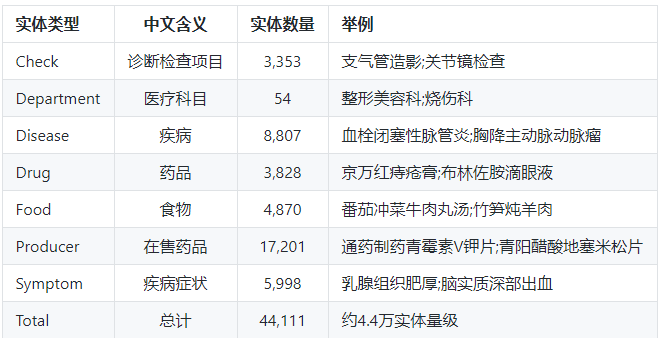 实体类型 中文含义 实体数量 举例
Check 诊断检查项目 3,353 支气管造影;关节镜检查
Department 医疗科目 54 整形美容科;烧伤科
Disease 疾病 8,807 血栓闭塞性脉管炎;胸降主动脉动脉瘤
Drug 药品 3,828 京万红痔疮膏;布林佐胺滴眼液
Food 食物 4,870 番茄冲菜牛肉丸汤;竹笋炖羊肉
Producer 在售药品 17,201 通药制药青霉素V钾片;青阳醋酸地塞米松片
Symptom 疾病症状 5,998 乳腺组织肥厚;脑实质深部出血
Total 总计 44,111 约4.4万实体量级